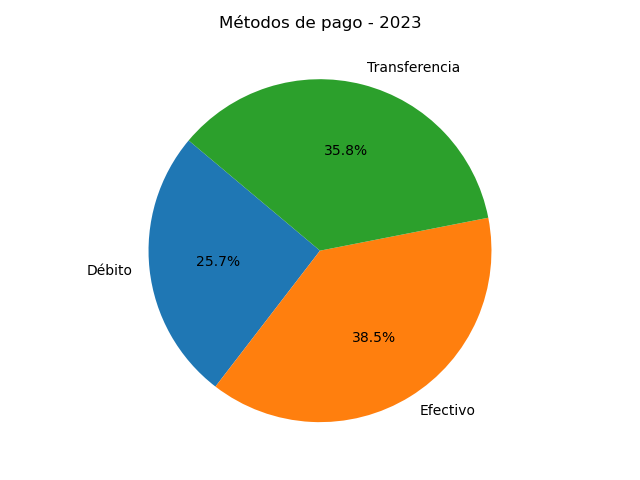 Métodos de pago - 2023
Transferencia
35.8%
Débito
25.7%
38.5%
Efectivo